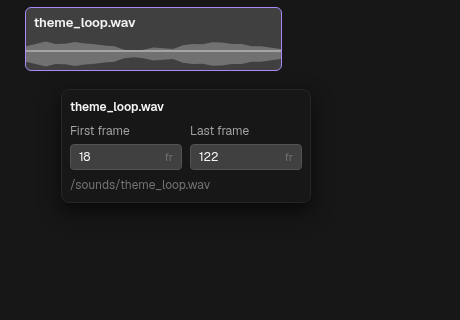 theme_loop.wav
theme_loop.wav
First frame Last frame
18 fr 122 fr
/sounds/theme_loop.wav